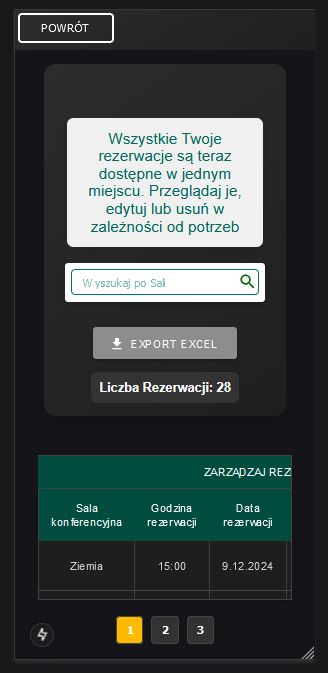 POWRÓT
Wszystkie Twoje
rezerwacje są teraz
dostępne w jednym
miejscu. Przeglądaj je,
edytuj lub usuń w
zależności od potrzeb
Wyszukaj po Sali
EXPORT EXCEL
Liczba Rezerwacji: 28
ZARZĄDZAJ REZ
Sala konferencyjna Godzina rezerwacji Data rezerwacji
Ziemia 15:00 9.12.2024
1 2 3